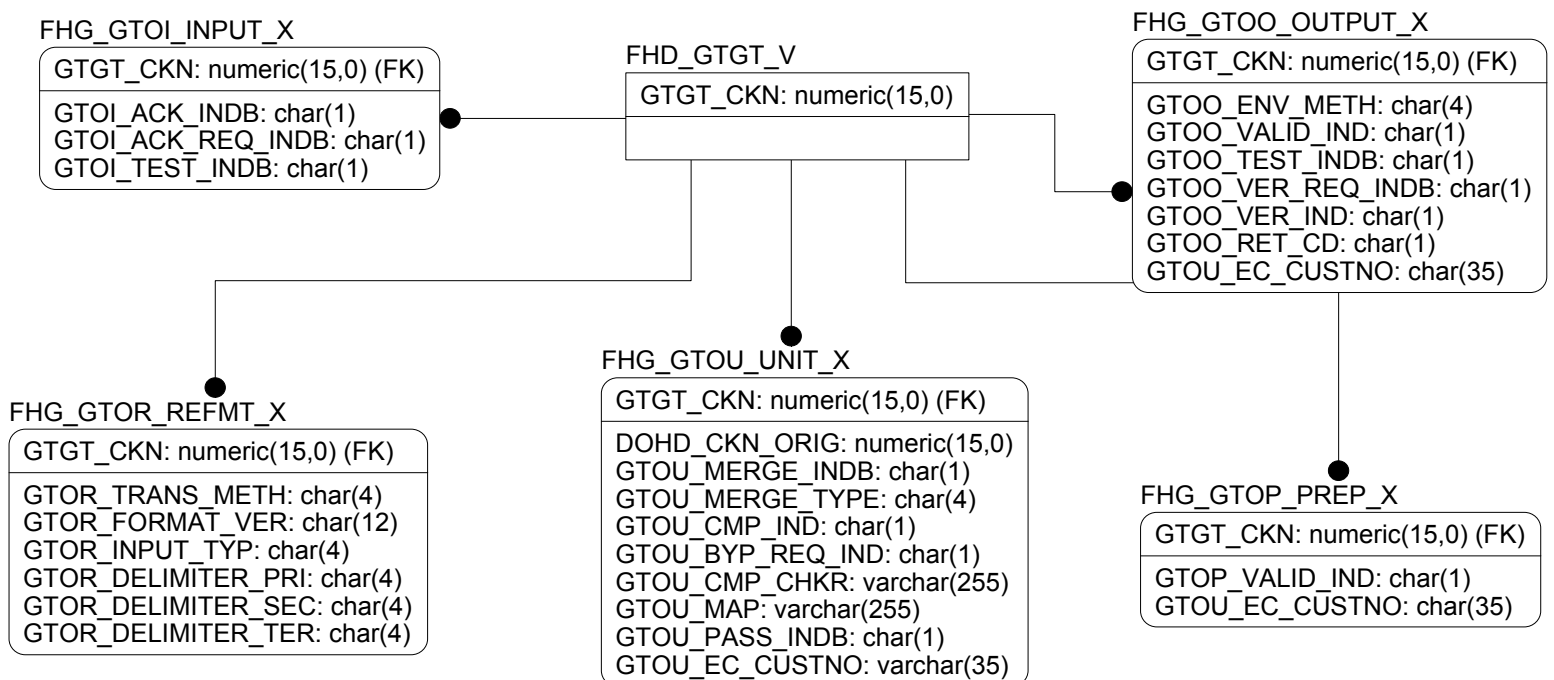 FHG_GTOI_INPUT_X
GTGT_CKN: numeric(15,0) (FK)
GTOI_ACK_INDB: char(1)
GTOI_ACK_REQ_INDB: char(1)
GTOI_TEST_INDB: char(1)
FHD_GTGT_V
GTGT_CKN: numeric(15,0)
FHG_GTOO_OUTPUT_X
GTGT_CKN: numeric(15,0) (FK)
GTOO_ENV_METH: char(4)
GTOO_VALID_IND: char(1)
GTOO_TEST_INDB: char(1)
GTOO_VER_REQ_INDB: char(1)
GTOO_VER_IND: char(1)
GTOO_RET_CD: char(1)
GTOU_EC_CUSTNO: char(35)
FHG_GTOR_REFMT_X
GTGT_CKN: numeric(15,0) (FK)
GTOR_TRANS_METH: char(4)
GTOR_FORMAT_VER: char(12)
GTOR_INPUT_TYP: char(4)
GTOR_DELIMITER_PRI: char(4)
GTOR_DELIMITER_SEC: char(4)
GTOR_DELIMITER_TER: char(4)
FHG_GTOU_UNIT_X
GTGT_CKN: numeric(15,0) (FK)
DOHD_CKN_ORIG: numeric(15,0)
GTOU_MERGE_INDB: char(1)
GTOU_MERGE_TYPE: char(4)
GTOU_CMP_IND: char(1)
GTOU_BYP_REQ_IND: char(1)
GTOU_CMP_CHKR: varchar(255)
GTOU_MAP: varchar(255)
GTOU_PASS_INDB: char(1)
GTOU_EC_CUSTNO: varchar(35)
FHG_GTOP_PREP_X
GTGT_CKN: numeric(15,0) (FK)
GTOP_VALID_IND: char(1)
GTOU_EC_CUSTNO: char(35)